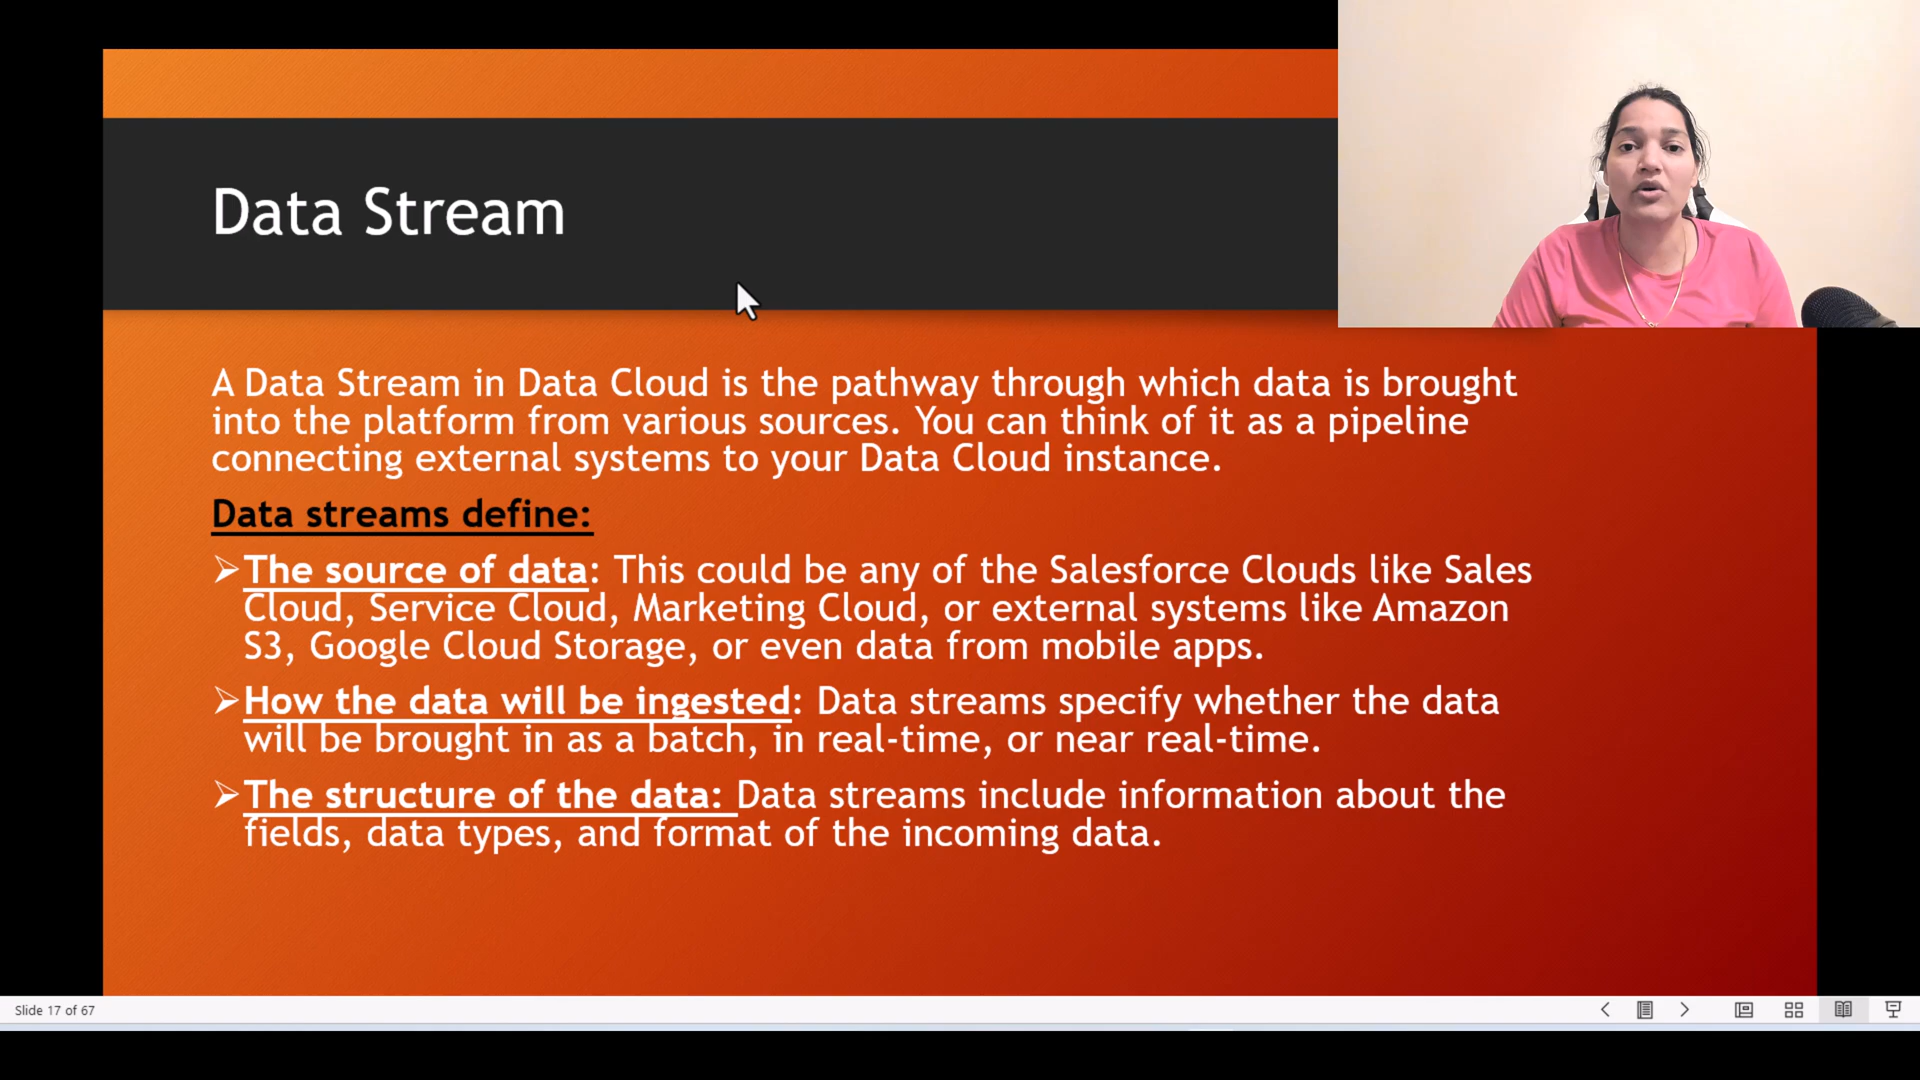 Data Stream
A Data Stream in Data Cloud is the pathway through which data is brought
into the platform from various sources. You can think of it as a pipeline
connecting external systems to your Data Cloud instance.
Data streams define:
➢The source of data: This could be any of the Salesforce Clouds like Sales
Cloud, Service Cloud, Marketing Cloud, or external systems like Amazon
S3, Google Cloud Storage, or even data from mobile apps.
➢How the data will be ingested: Data streams specify whether the data
will be brought in as a batch, in real-time, or near real-time.
➢The structure of the data: Data streams include information about the
fields, data types, and format of the incoming data.
Slide 17 of 67